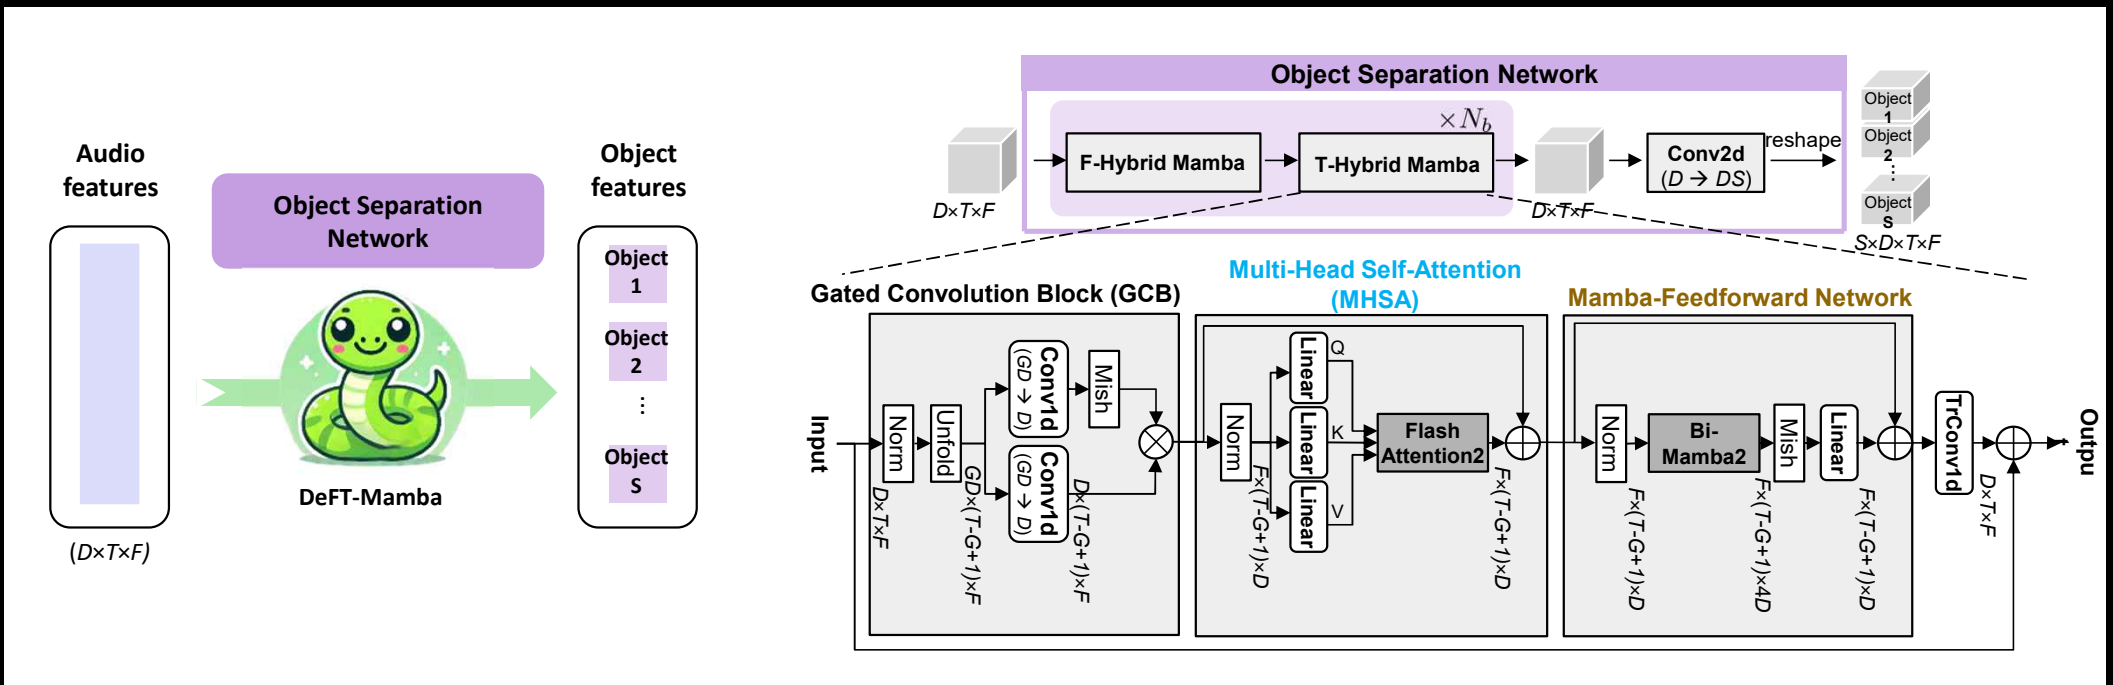 Audio
features
Object Separation
Network
Object
features
Object
1
Object
2
⋮
Object
S
DeFT-Mamba
(D×T×F)
Object Separation Network
×N_b
F-Hybrid Mamba
T-Hybrid Mamba
Conv2d
(D → DS)
reshape
D×T×F
D×T×F
Object
1
Object
2
⋮
Object
S
S×D×T×F
Gated Convolution Block (GCB)
Multi-Head Self-Attention
(MHSA)
Mamba-Feedforward Network
Input
Norm
Unfold
Conv1d
(GD → D)
Mish
Conv1d
(GD → D)
D×T×F
GD×(T-G+1)×F
D×(T-G+1)×F
Norm
Linear
Q
Linear
K
Linear
V
Flash
Attention2
F×(T-G+1)×D
F×(T-G+1)×D
Norm
Bi-
Mamba2
Mish
Linear
F×(T-G+1)×D
F×(T-G+1)×4D
F×(T-G+1)×D
TrConv1d
D×T×F
Outpu
t